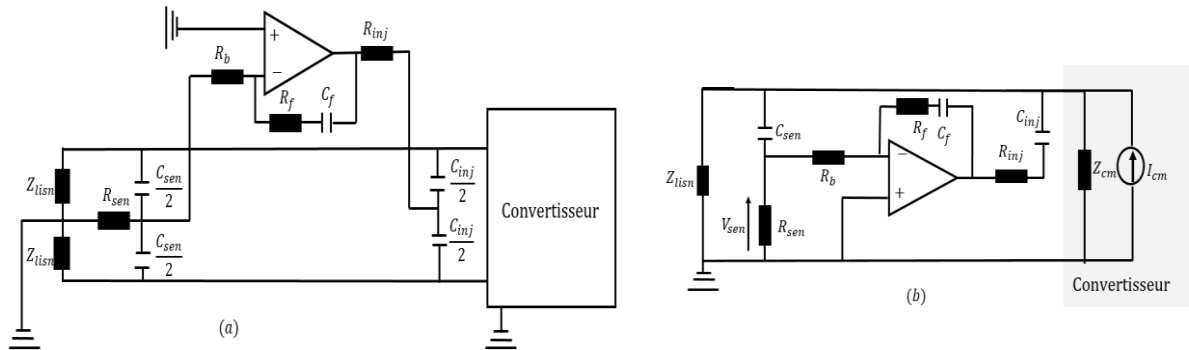 R_inj
+
R_b
−
R_f
C_f
Z_lisn
C_sen
2
C_inj
2
R_sen
Convertisseur
C_inj
2
Z_lisn
C_sen
2
(a)
R_f
C_f
C_inj
C_sen
Z_lisn
R_b
−
+
R_inj
Z_cm
I_cm
V_sen
R_sen
Convertisseur
(b)